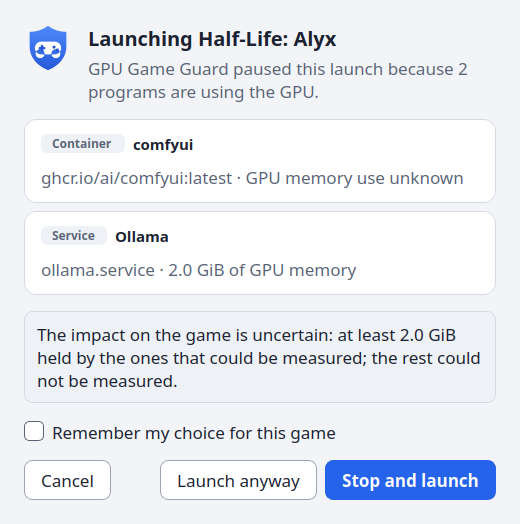 Launching Half-Life: Alyx
GPU Game Guard paused this launch because 2
programs are using the GPU.
Container comfyui
ghcr.io/ai/comfyui:latest · GPU memory use unknown
Service Ollama
ollama.service · 2.0 GiB of GPU memory
The impact on the game is uncertain: at least 2.0 GiB
held by the ones that could be measured; the rest could
not be measured.
Remember my choice for this game
Cancel Launch anyway Stop and launch